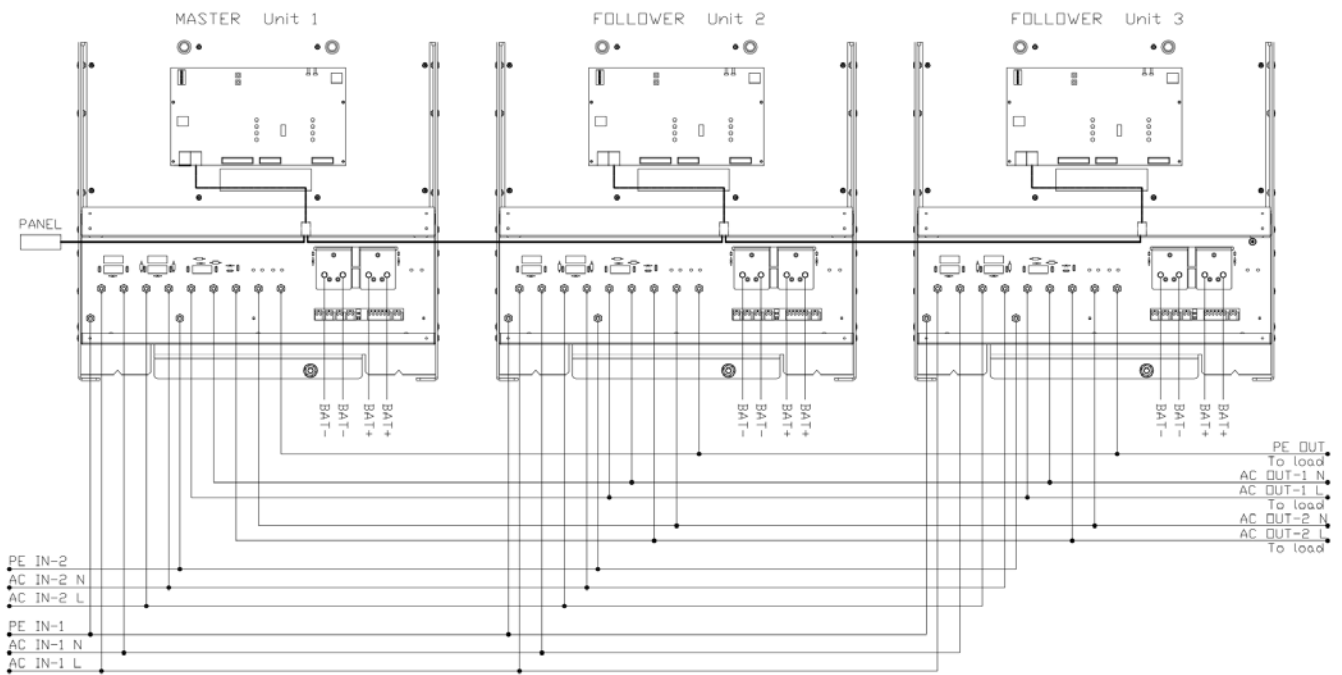 MASTER Unit 1
FOLLOWER Unit 2
FOLLOWER Unit 3
PANEL
BAT-
BAT-
BAT+
BAT+
BAT-
BAT-
BAT+
BAT+
BAT-
BAT-
BAT+
BAT+
PE OUT
To load
AC OUT-1 N
AC OUT-1 L
To load
AC OUT-2 N
AC OUT-2 L
To load
PE IN-2
AC IN-2 N
AC IN-2 L
PE IN-1
AC IN-1 N
AC IN-1 L